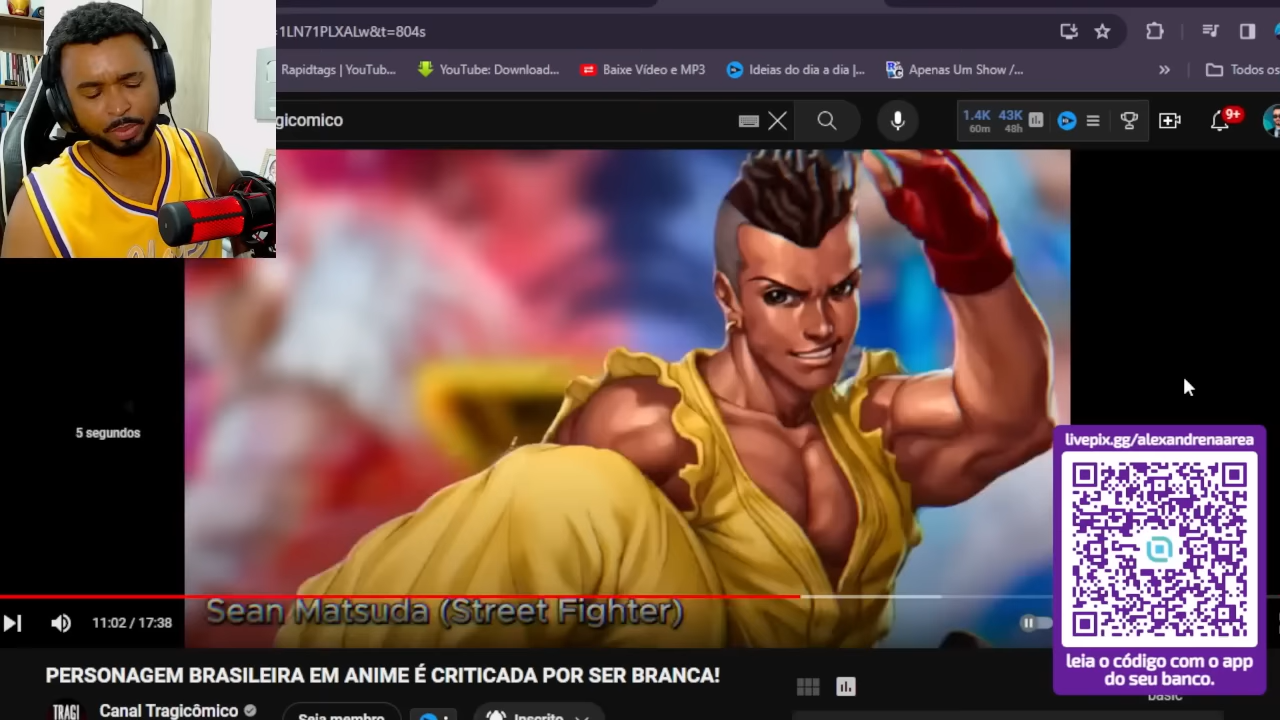 =1LN71PLXALw&t=804s
Rapidtags | YouTub...
YouTube: Download...
Baixe Vídeo e MP3
Ideias do dia a dia |...
Apenas Um Show /...
»
Todos os
gicomico
1.4K 43K
60m 48h
9+
5 segundos
livepix.gg/alexandrenaarea
Sean Matsuda (Street Fighter)
11:02 / 17:38
leia o código com o app
do seu banco.
PERSONAGEM BRASILEIRA EM ANIME É CRITICADA POR SER BRANCA!
TRAGI
Canal Tragicômico
Seja membro
Inscrito
basic